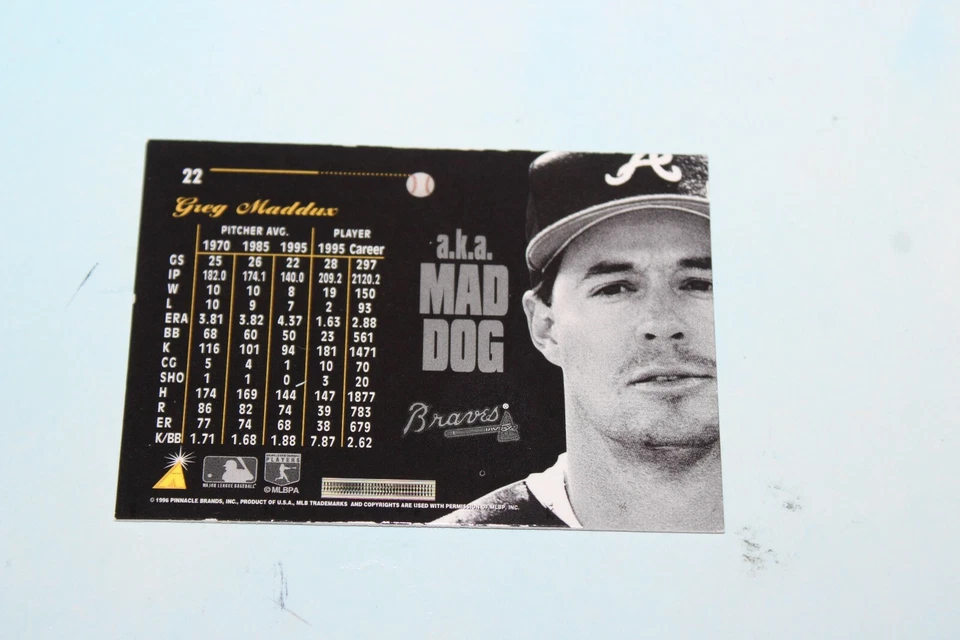 22
Greg Maddux
PITCHER AVG. PLAYER
1970 1985 1995 1995 Career
GS 25 26 22 28 297
IP 182.0 174.1 140.0 209.2 2120.2
W 10 10 8 19 150
L 10 9 7 2 93
ERA 3.81 3.82 4.37 1.63 2.88
BB 68 60 50 23 561
K 116 101 94 181 1471
CG 5 4 1 10 70
SHO 1 1 0 3 20
H 174 169 144 147 1877
R 86 82 74 39 783
ER 77 74 68 38 679
K/BB 1.71 1.68 1.88 7.87 2.62
a.k.a.
MAD
DOG
Braves
A
MAJOR LEAGUE BASEBALL
PLAYERS
© MLBPA
© 1996 PINNACLE BRANDS, INC., PRODUCT OF U.S.A., MLB TRADEMARKS AND COPYRIGHTS ARE USED WITH PERMISSION OF MLBP, INC.